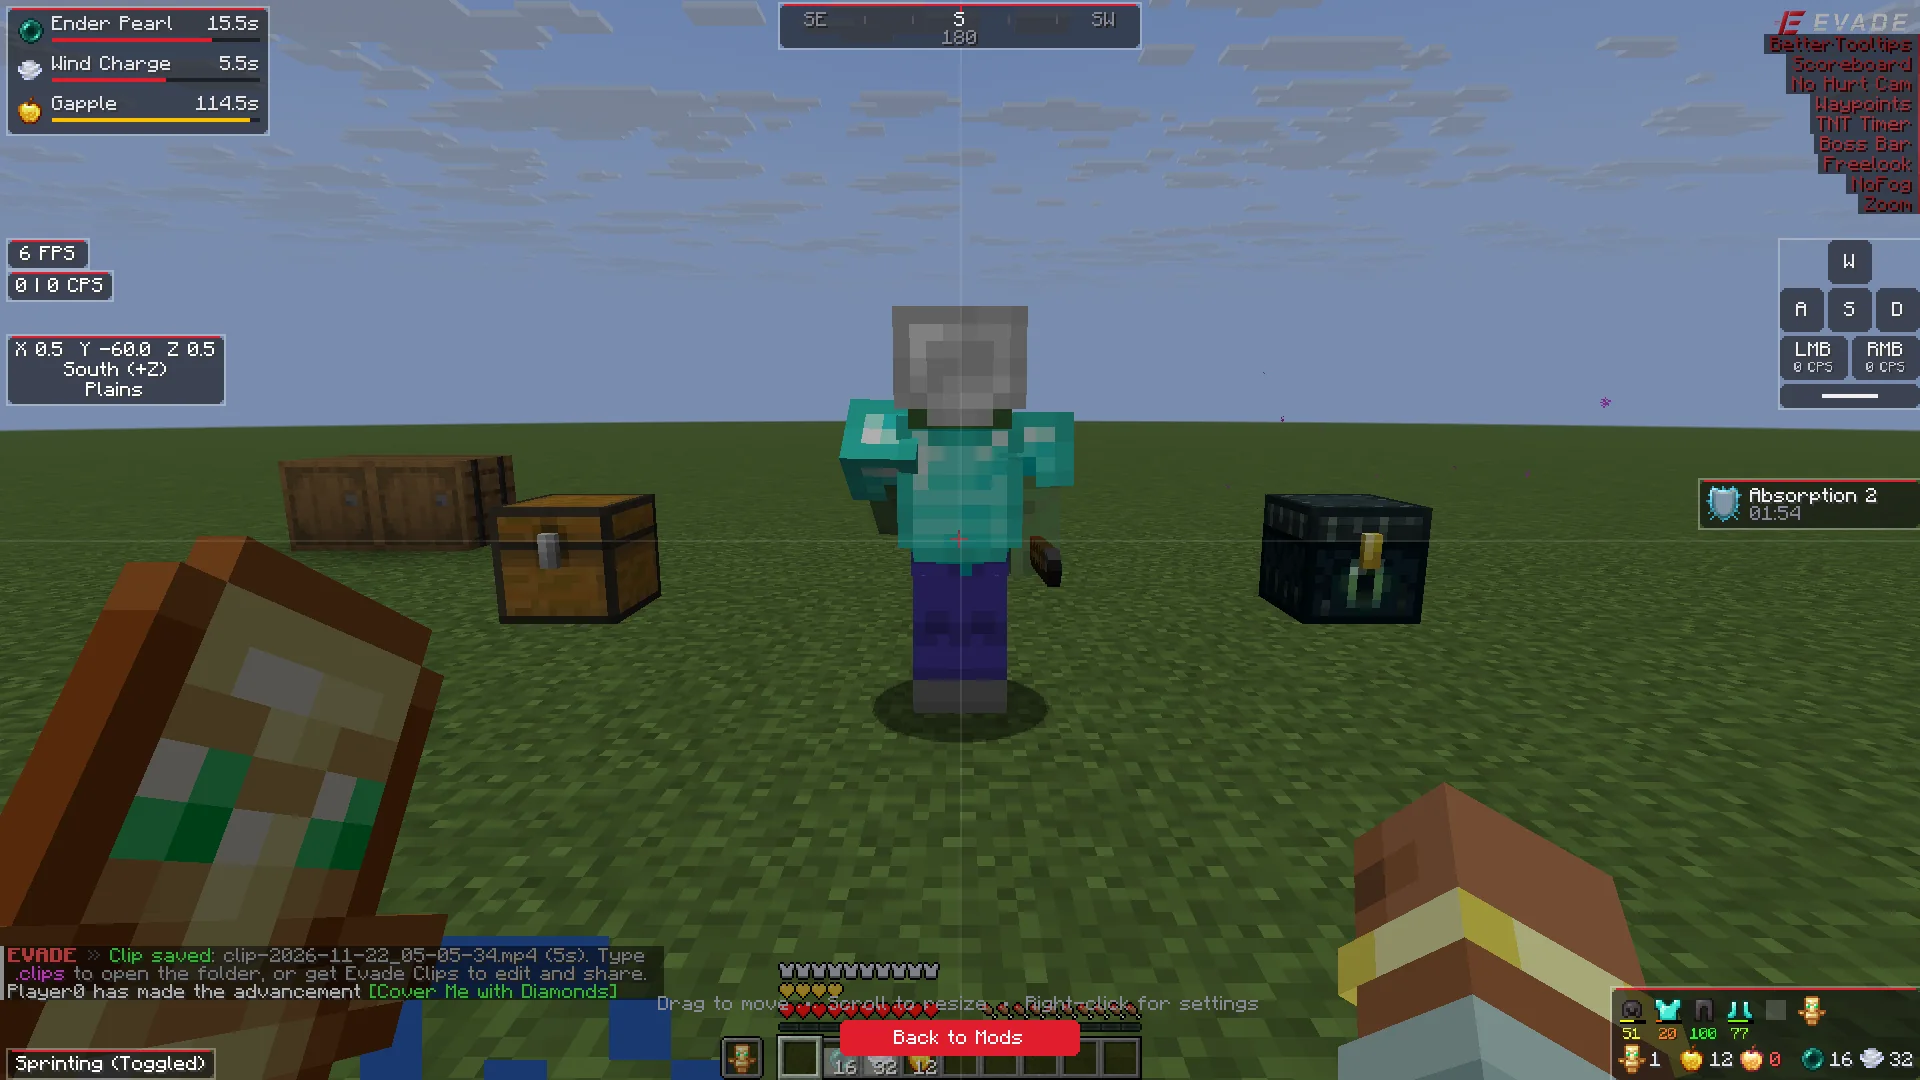 Ender Pearl 15.5s
Wind Charge 5.5s
Gapple 114.5s
SE S SW
180
EVADE
BetterTooltips
Scoreboard
No Hurt Cam
Waypoints
TNT Timer
Boss Bar
Freelook
NoFog
Zoom
6 FPS
0 | 0 CPS
X 0.5 Y -60.0 Z 0.5
South (+Z)
Plains
W
A S D
LMB RMB
0 CPS 0 CPS
Absorption 2
01:54
EVADE » Clip saved: clip-2026-11-22_05-05-34.mp4 (5s). Type
.clips to open the folder, or get Evade Clips to edit and share.
Player0 has made the advancement [Cover Me with Diamonds]
Drag to move • Scroll to resize • Right-click for settings
Back to Mods
16 32 12
Sprinting (Toggled)
51 20 100 77
1 12 0 16 32